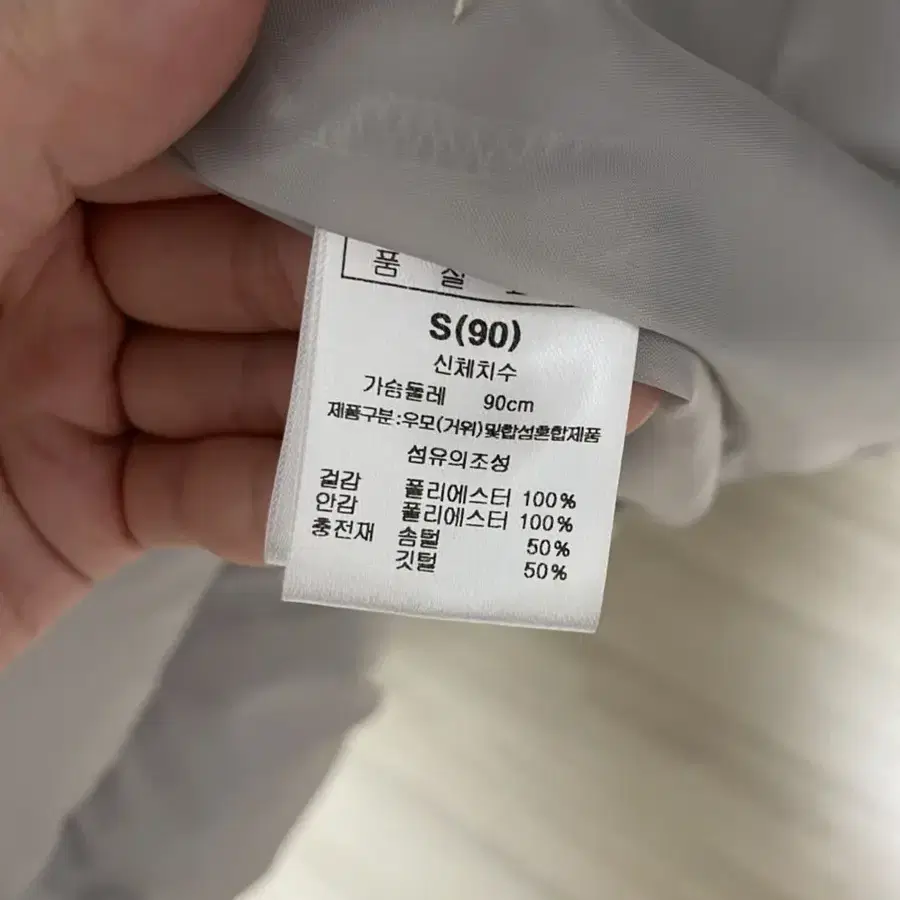 품 실
S(90)
신체치수
가슴둘레 90cm
제품구분:우모(거위)및합섬혼합제품
섬유의조성
겉감 폴리에스터 100%
안감 폴리에스터 100%
충전재 솜털 50%
깃털 50%